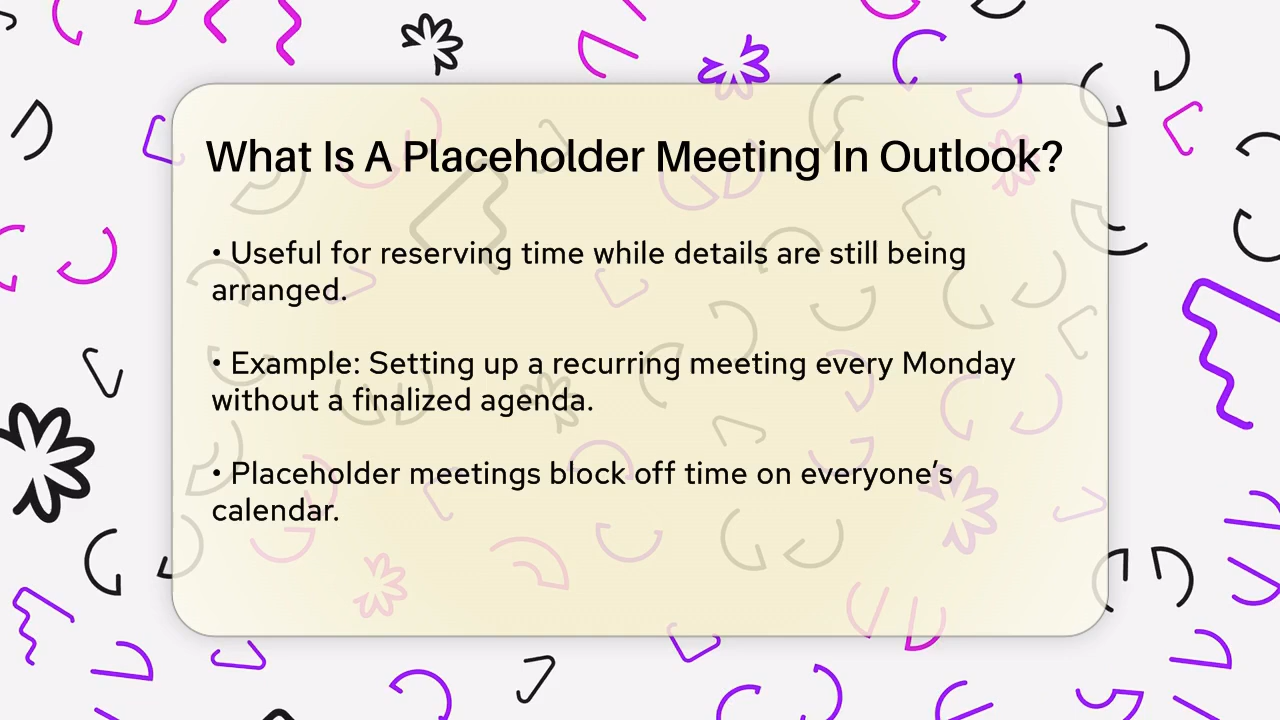 What Is A Placeholder Meeting In Outlook?
• Useful for reserving time while details are still being
arranged.
• Example: Setting up a recurring meeting every Monday
without a finalized agenda.
• Placeholder meetings block off time on everyone’s
calendar.